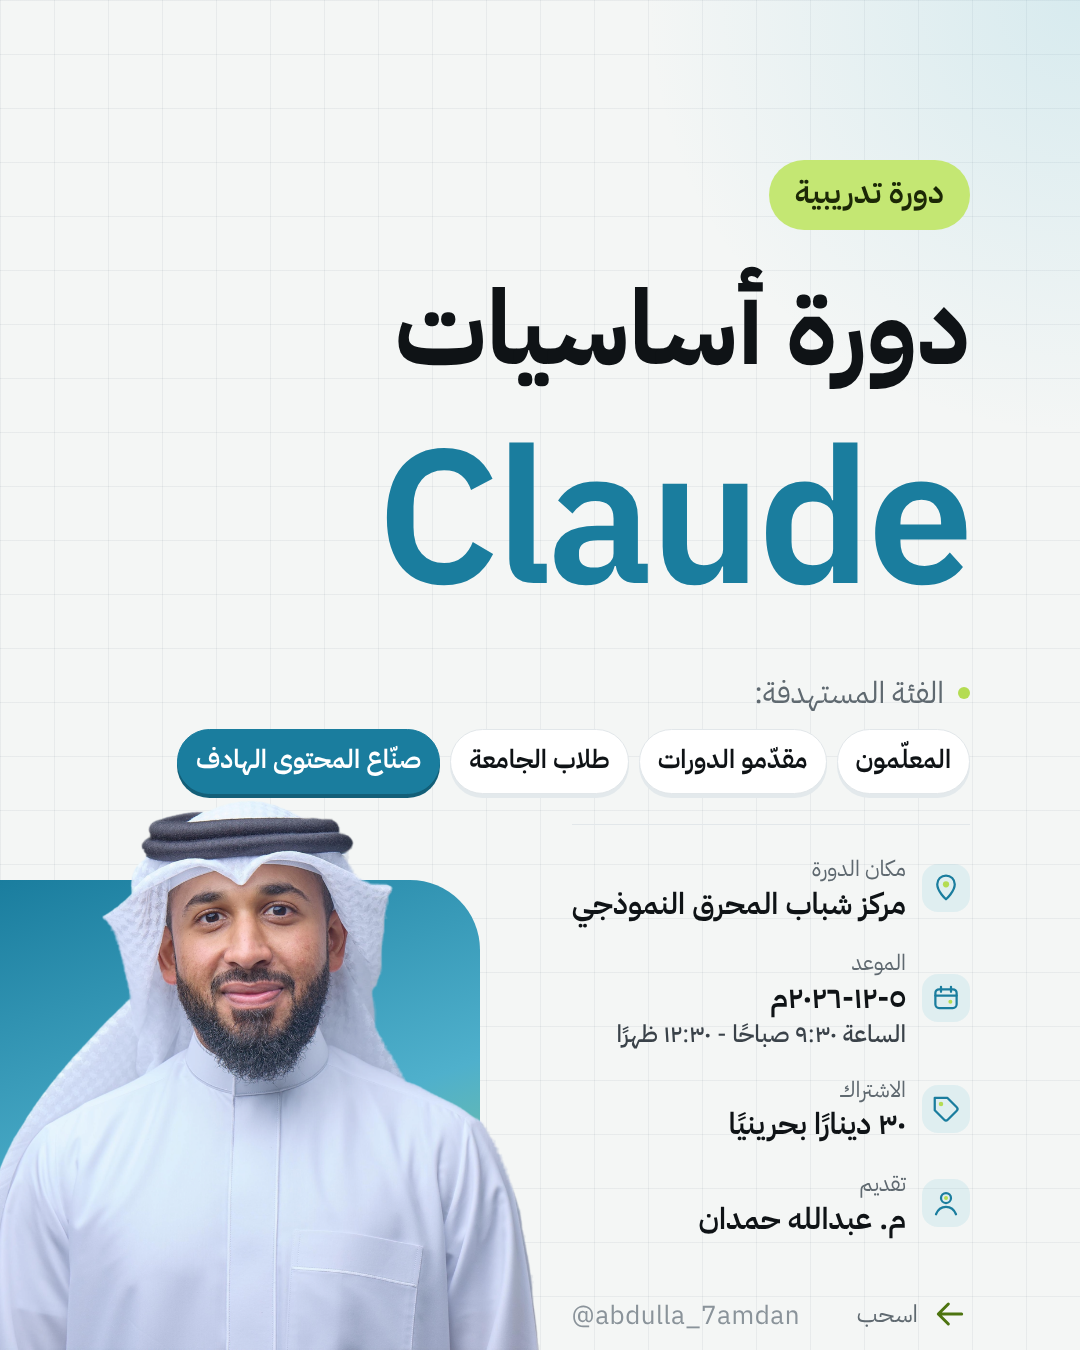 دورة تدريبية
دورة أساسيات
Claude
الفئة المستهدفة:
المعلّمون
مقدّمو الدورات
طلاب الجامعة
صنّاع المحتوى الهادف
مكان الدورة
مركز شباب المحرق النموذجي
الموعد
٥-١٢-٢٠٢٦م
الساعة ٩:٣٠ صباحًا - ١٢:٣٠ ظهرًا
الاشتراك
٣٠ دينارًا بحرينيًا
تقديم
م. عبدالله حمدان
اسحب
@abdulla_7amdan